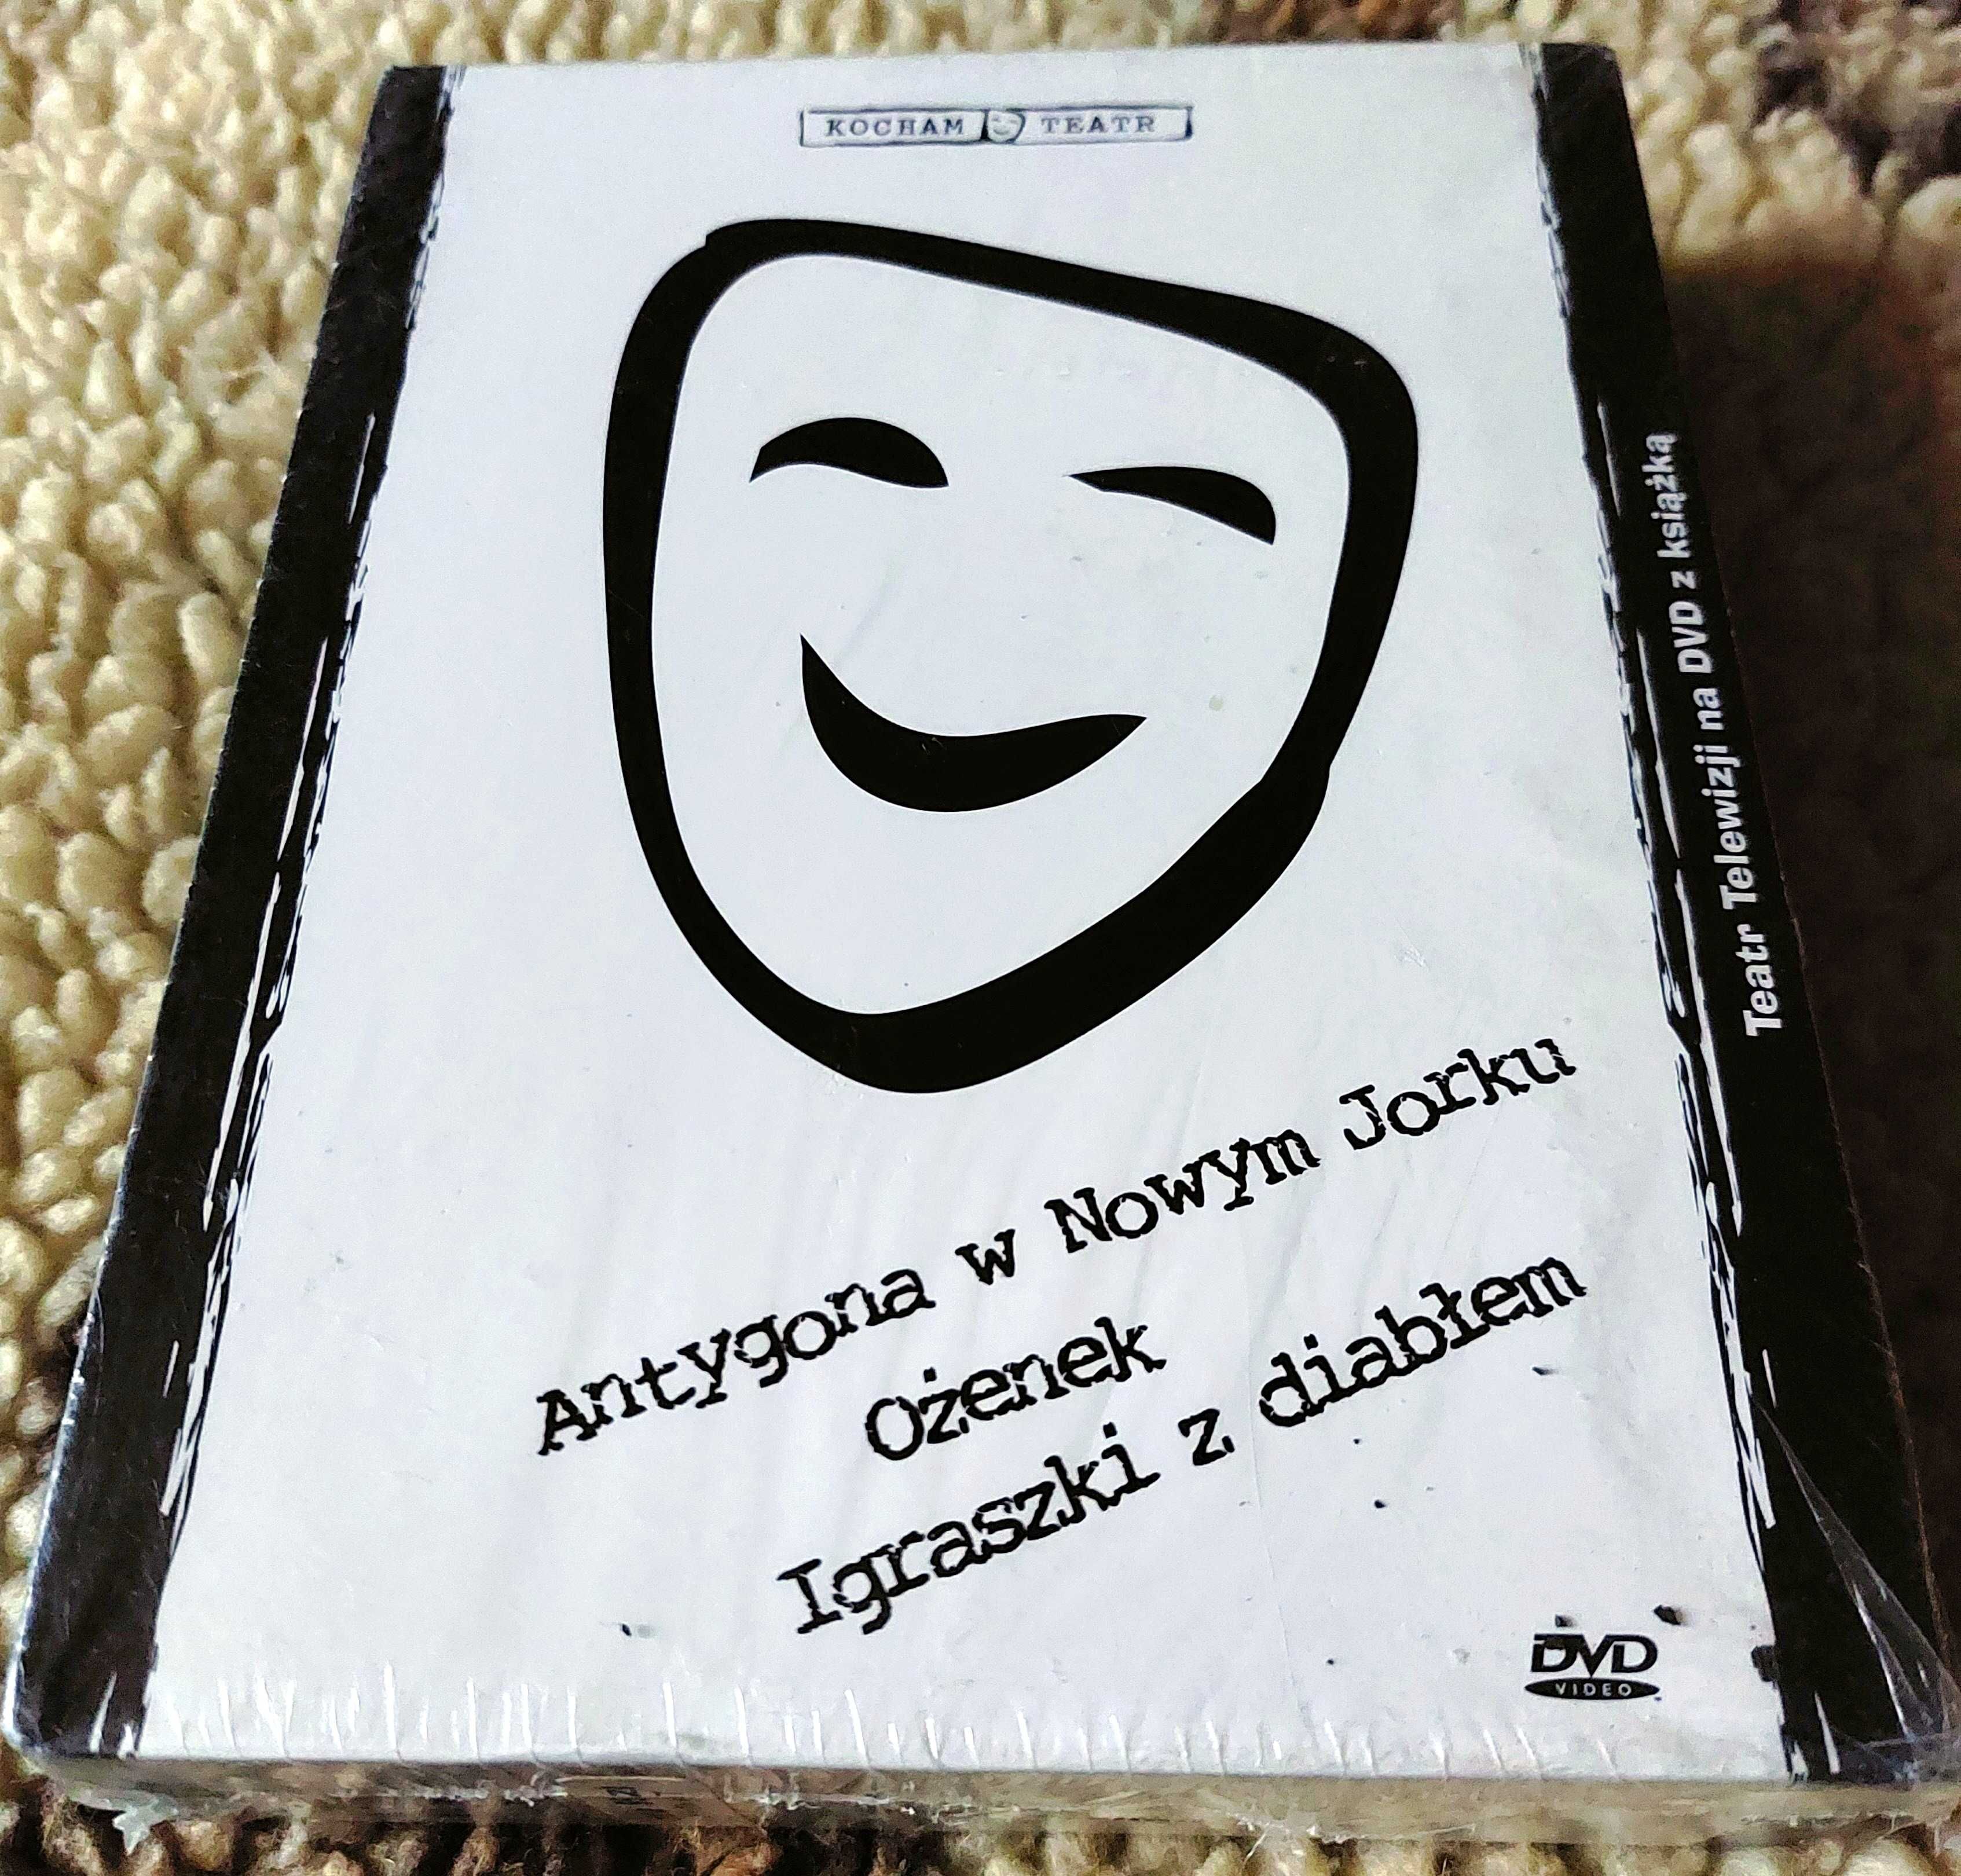 KOCHAM TEATR
Teatr Telewizji na DVD z książką
Antygona w Nowym Jorku
Ożenek
Igraszki z diabłem
DVD
VIDEO